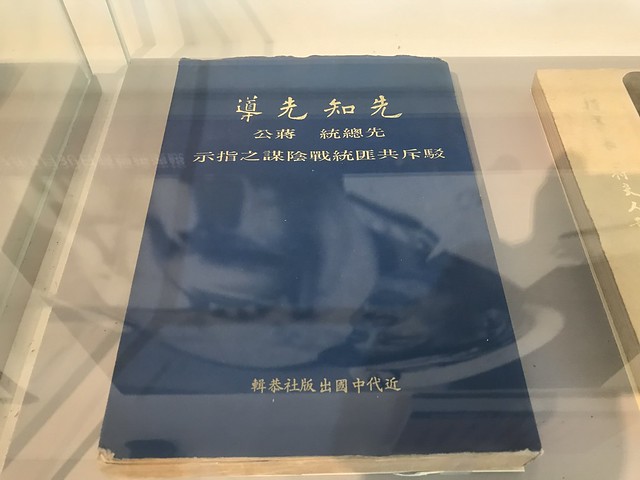 先知先導
先總統 蔣公
駁斥共匪統戰陰謀之指示
近代中國出版社恭輯